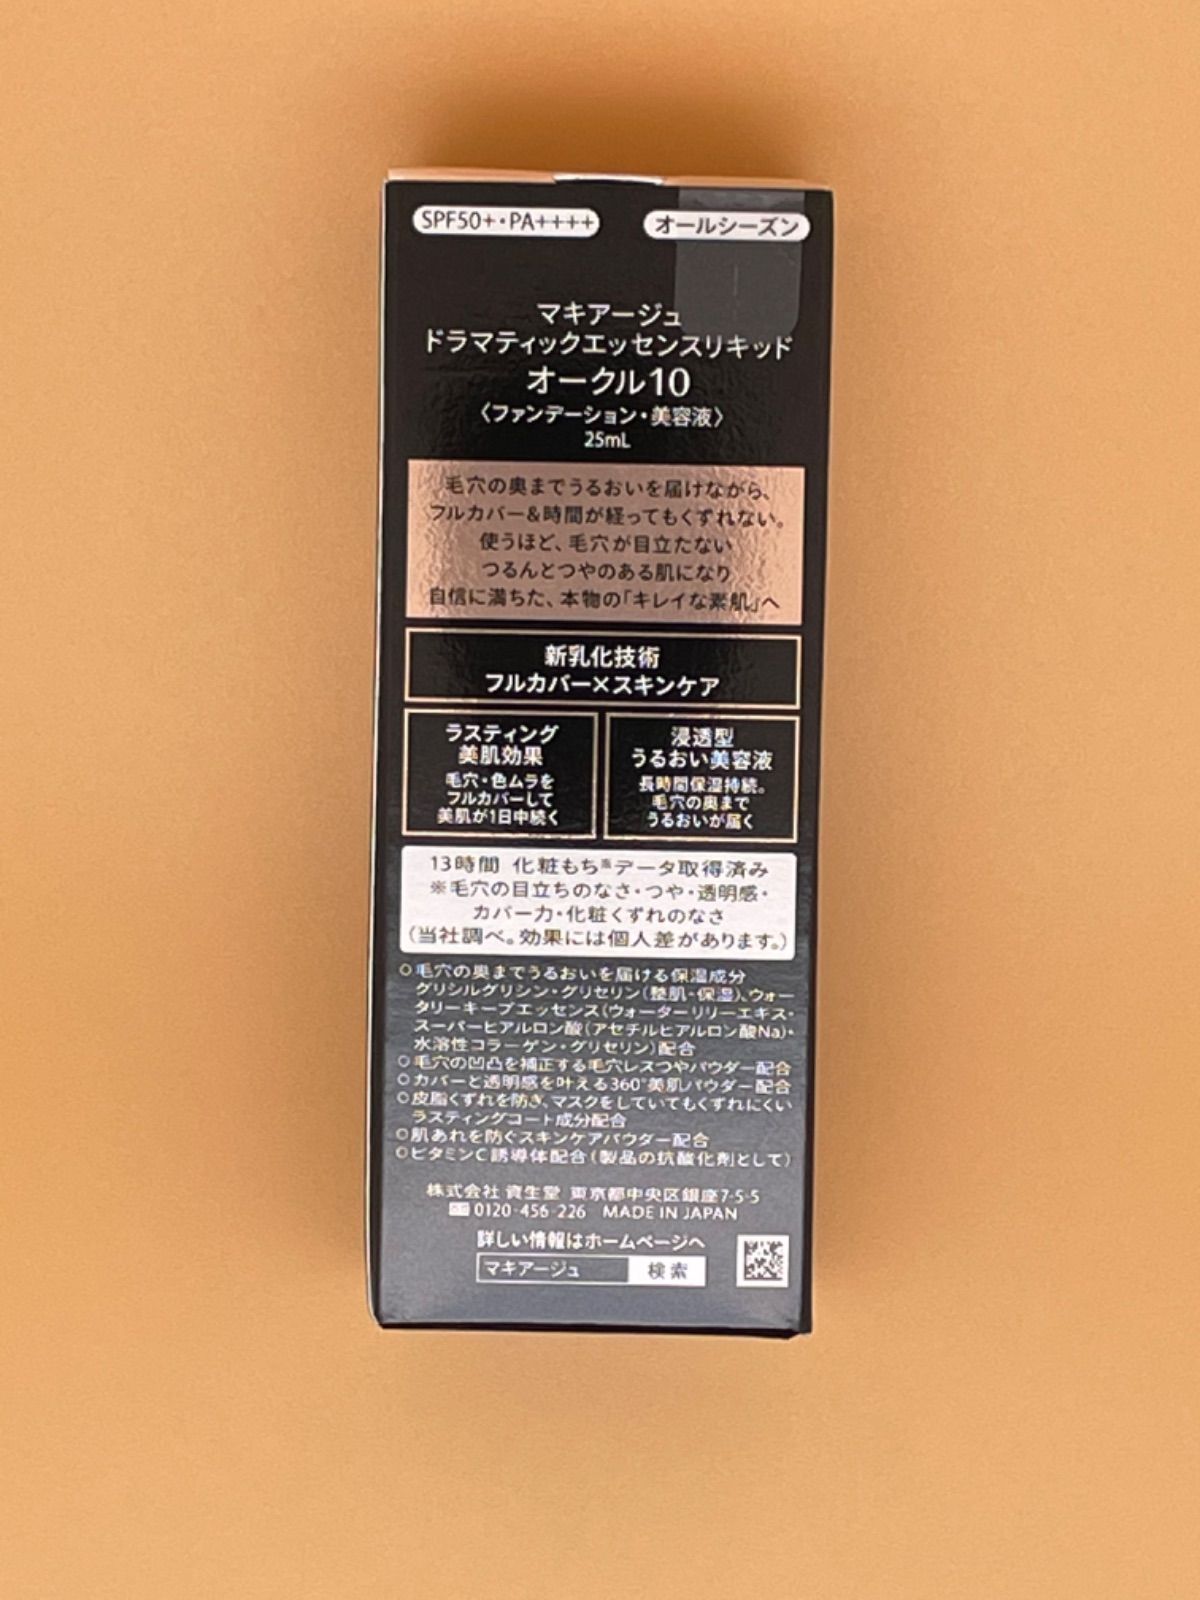 SPF50+・PA++++
オールシーズン
マキアージュ
ドラマティックエッセンスリキッド
オークル10
〈ファンデーション・美容液〉
25mL
毛穴の奥までうるおいを届けながら、
フルカバー&時間が経ってもくずれない。
使うほど、毛穴が目立たない
つるんとつやのある肌になり
自信に満ちた、本物の「キレイな素肌」へ
新乳化技術
フルカバー×スキンケア
ラスティング
美肌効果
毛穴・色ムラを
フルカバーして
美肌が1日中続く
浸透型
うるおい美容液
長時間保湿持続。
毛穴の奥まで
うるおいが届く
13時間 化粧もち※データ取得済み
※毛穴の目立ちのなさ・つや・透明感・
カバー力・化粧くずれのなさ
(当社調べ。効果には個人差があります。)
○毛穴の奥までうるおいを届ける保湿成分
グリシルグリシン・グリセリン(整肌・保湿)、ウォー
タリーキープエッセンス(ウォーターリリーエキス・
スーパーヒアルロン酸(アセチルヒアルロン酸Na)・
水溶性コラーゲン・グリセリン)配合
○毛穴の凹凸を補正する毛穴レスつやパウダー配合
○カバーと透明感を叶える360°美肌パウダー配合
○皮脂くずれを防ぎ、マスクをしていてもくずれにくい
ラスティングコート成分配合
○肌あれを防ぐスキンケアパウダー配合
○ビタミンC誘導体配合(製品の抗酸化剤として)
株式会社 資生堂 東京都中央区銀座7-5-5
0120-456-226 MADE IN JAPAN
詳しい情報はホームページへ
マキアージュ 検索